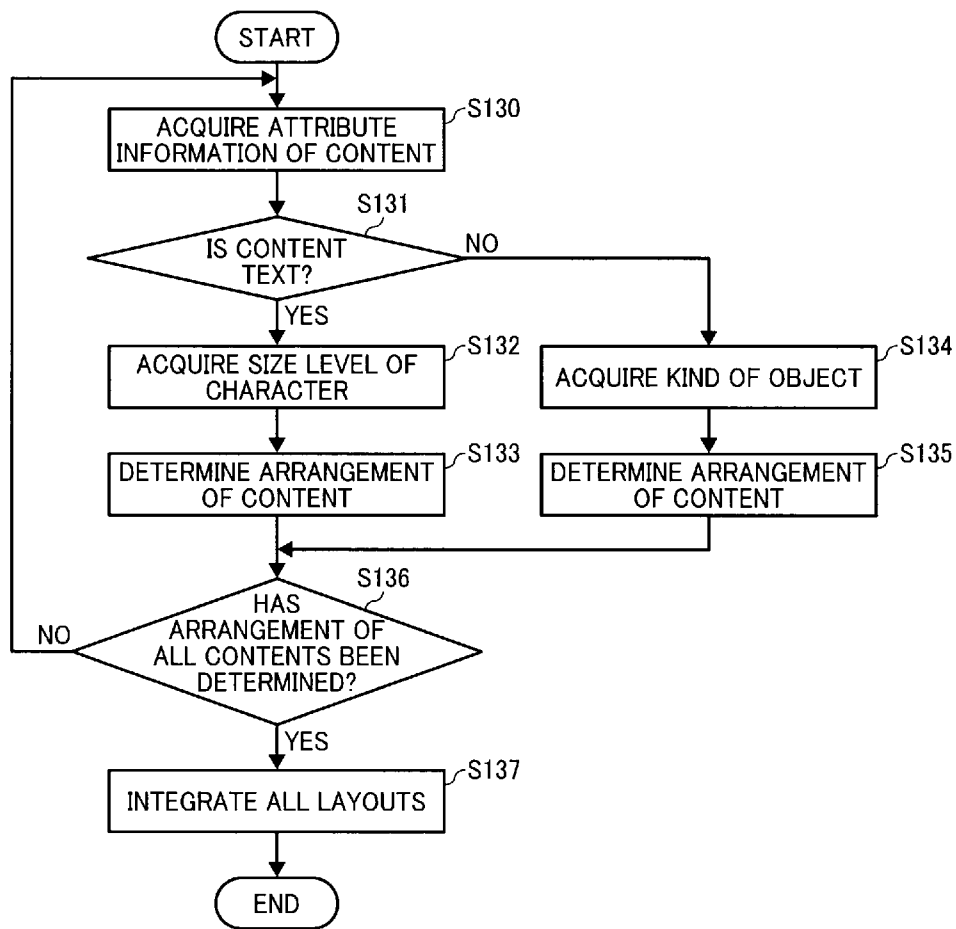 START
S130
ACQUIRE ATTRIBUTE
INFORMATION OF CONTENT
S131
IS CONTENT
TEXT?
NO
YES
S132
ACQUIRE SIZE LEVEL OF
CHARACTER
S134
ACQUIRE KIND OF OBJECT
S133
DETERMINE ARRANGEMENT
OF CONTENT
S135
DETERMINE ARRANGEMENT
OF CONTENT
S136
HAS
ARRANGEMENT OF
ALL CONTENTS BEEN
DETERMINED?
NO
YES
S137
INTEGRATE ALL LAYOUTS
END